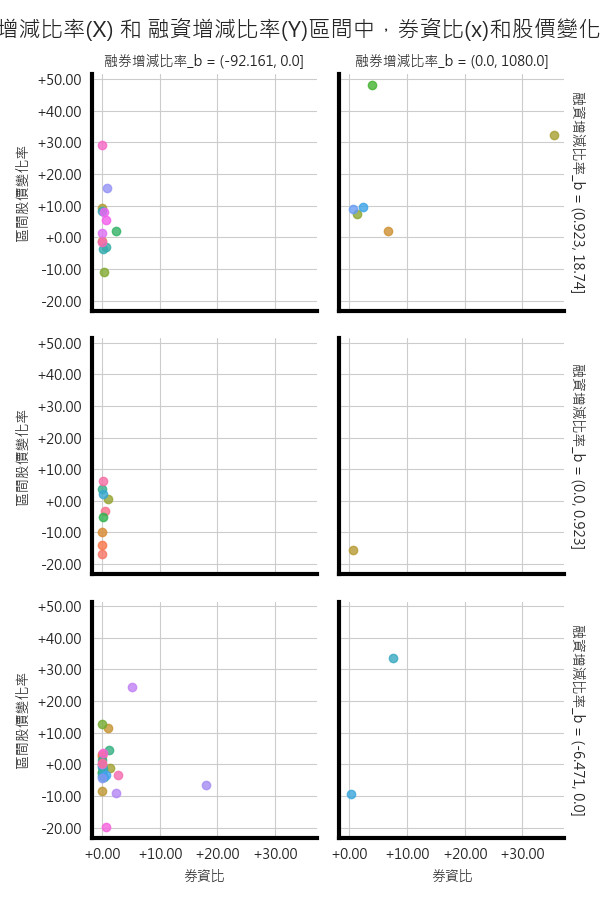 增減比率(X) 和 融資增減比率(Y)區間中，券資比(x)和股價變化
融券增減比率_b = (-92.161, 0.0]
融券增減比率_b = (0.0, 1080.0]
區間股價變化率
+50.00
+40.00
+30.00
+20.00
+10.00
+0.00
-10.00
-20.00
融資增減比率_b = (0.923, 18.74]
區間股價變化率
+50.00
+40.00
+30.00
+20.00
+10.00
+0.00
-10.00
-20.00
融資增減比率_b = (0.0, 0.923]
區間股價變化率
+50.00
+40.00
+30.00
+20.00
+10.00
+0.00
-10.00
-20.00
融資增減比率_b = (-6.471, 0.0]
+0.00 +10.00 +20.00 +30.00
+0.00 +10.00 +20.00 +30.00
券資比
券資比